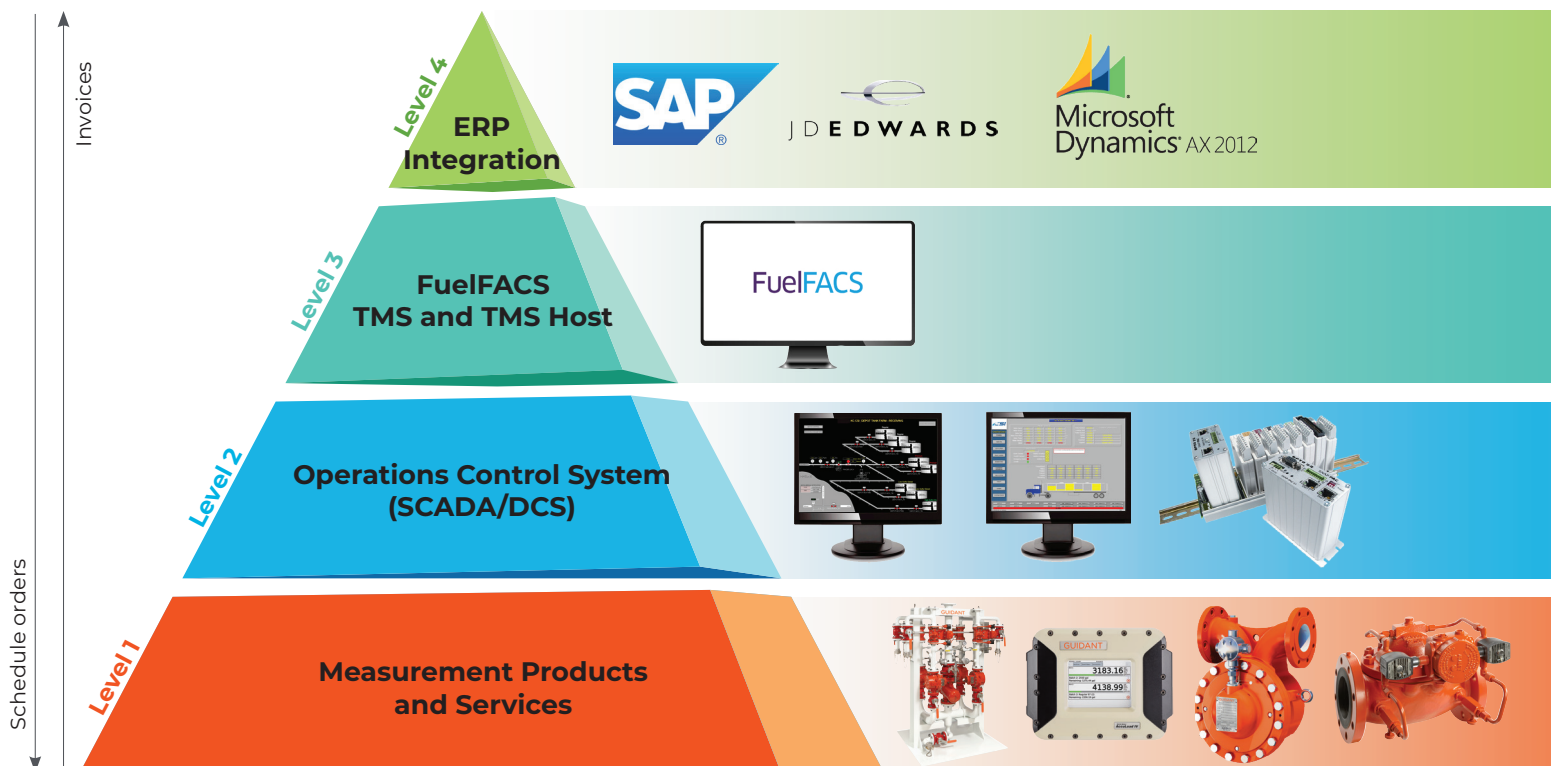 Invoices
Schedule orders
Level 4
ERP
Integration
SAP
®
JDEDWARDS
Microsoft
Dynamics® AX 2012
Level 3
FuelFACS
TMS and TMS Host
FuelFACS
Level 2
Operations Control System
(SCADA/DCS)
Level 1
Measurement Products
and Services
GUIDANT
GUIDANT
3183.16
4138.99